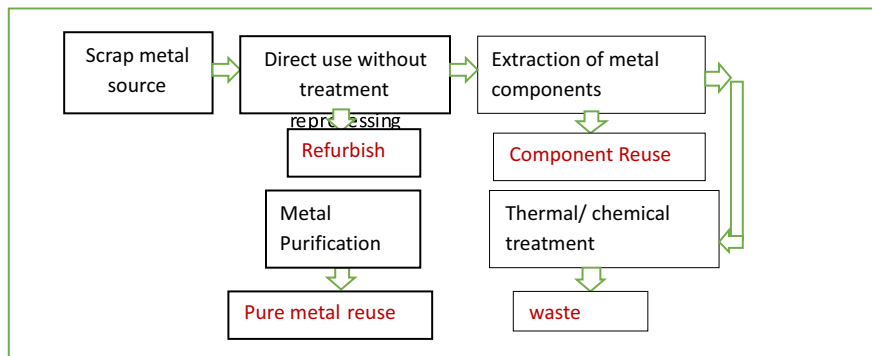 Scrap metal
source
Direct use without
treatment
reprocessing
Extraction of metal
components
Refurbish
Component Reuse
Metal
Purification
Thermal/ chemical
treatment
Pure metal reuse
waste